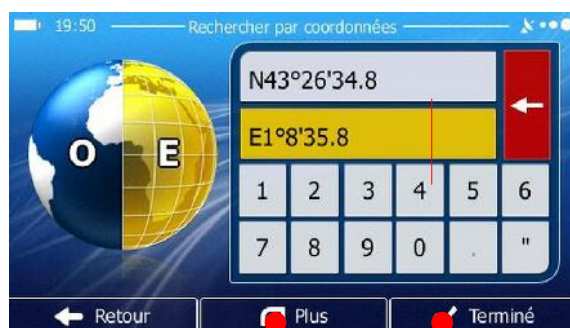 19:50
Rechercher par coordonnées
N43°26'34.8
E1°8'35.8
O E
1 2 3 4 5 6
7 8 9 0 . "
Retour Plus Terminé